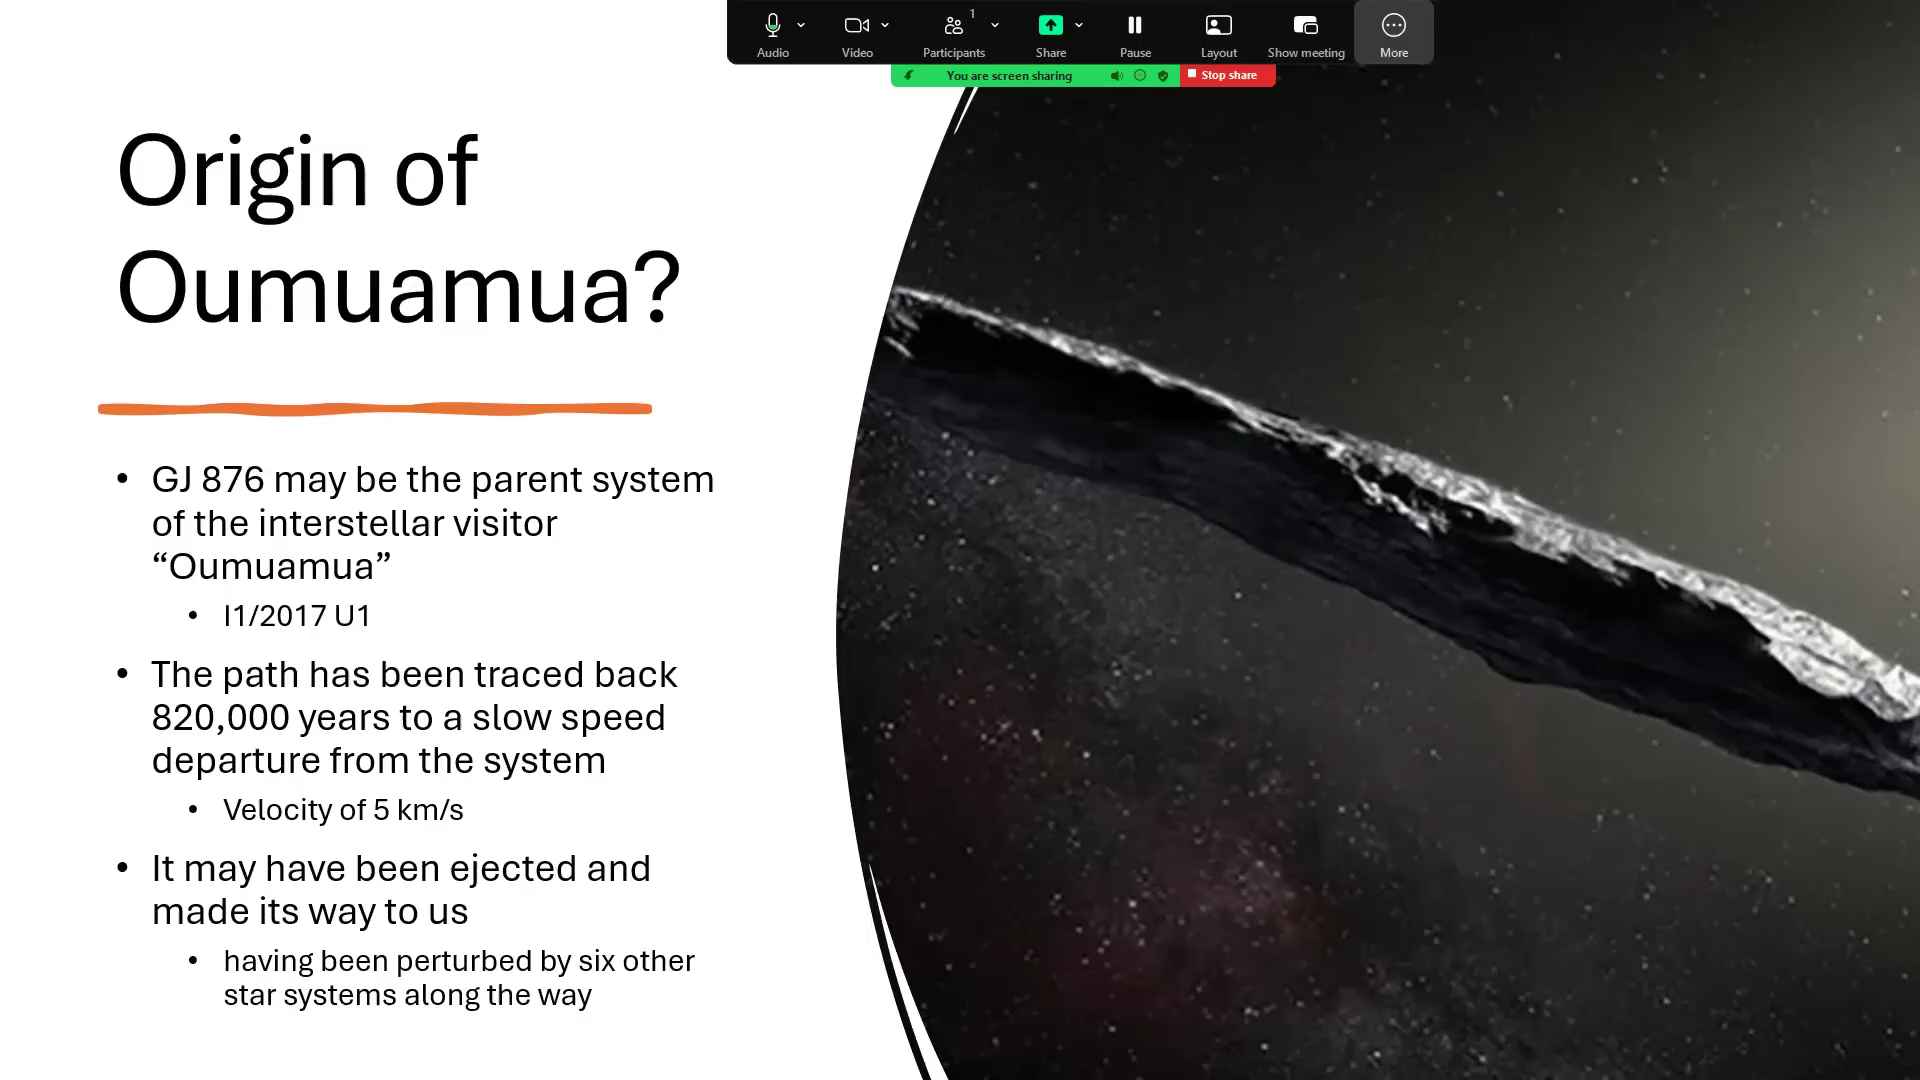 1
Audio
Video
Participants
Share
Pause
Layout
Show meeting
More
You are screen sharing
Stop share
Origin of
Oumuamua?
• GJ 876 may be the parent system
of the interstellar visitor
“Oumuamua”
• I1/2017 U1
• The path has been traced back
820,000 years to a slow speed
departure from the system
• Velocity of 5 km/s
• It may have been ejected and
made its way to us
• having been perturbed by six other
star systems along the way